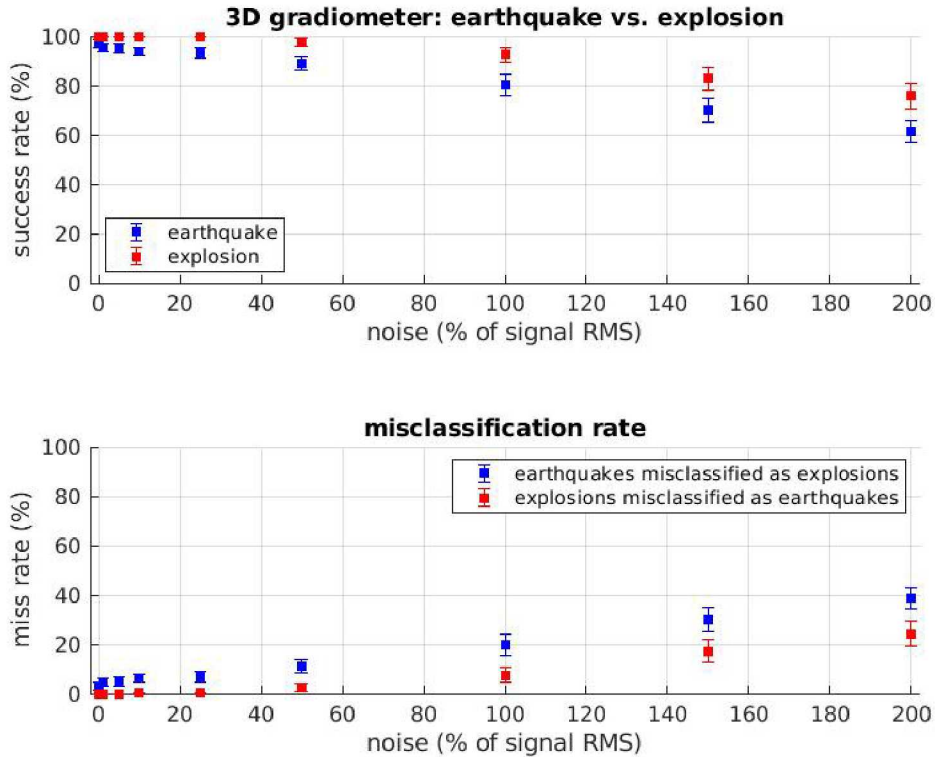 3D gradiometer: earthquake vs. explosion
success rate (%)
100
80
60
40
20
0
earthquake
explosion
0 20 40 60 80 100 120 140 160 180 200
noise (% of signal RMS)
misclassification rate
miss rate (%)
100
80
60
40
20
0
earthquakes misclassified as explosions
explosions misclassified as earthquakes
0 20 40 60 80 100 120 140 160 180 200
noise (% of signal RMS)